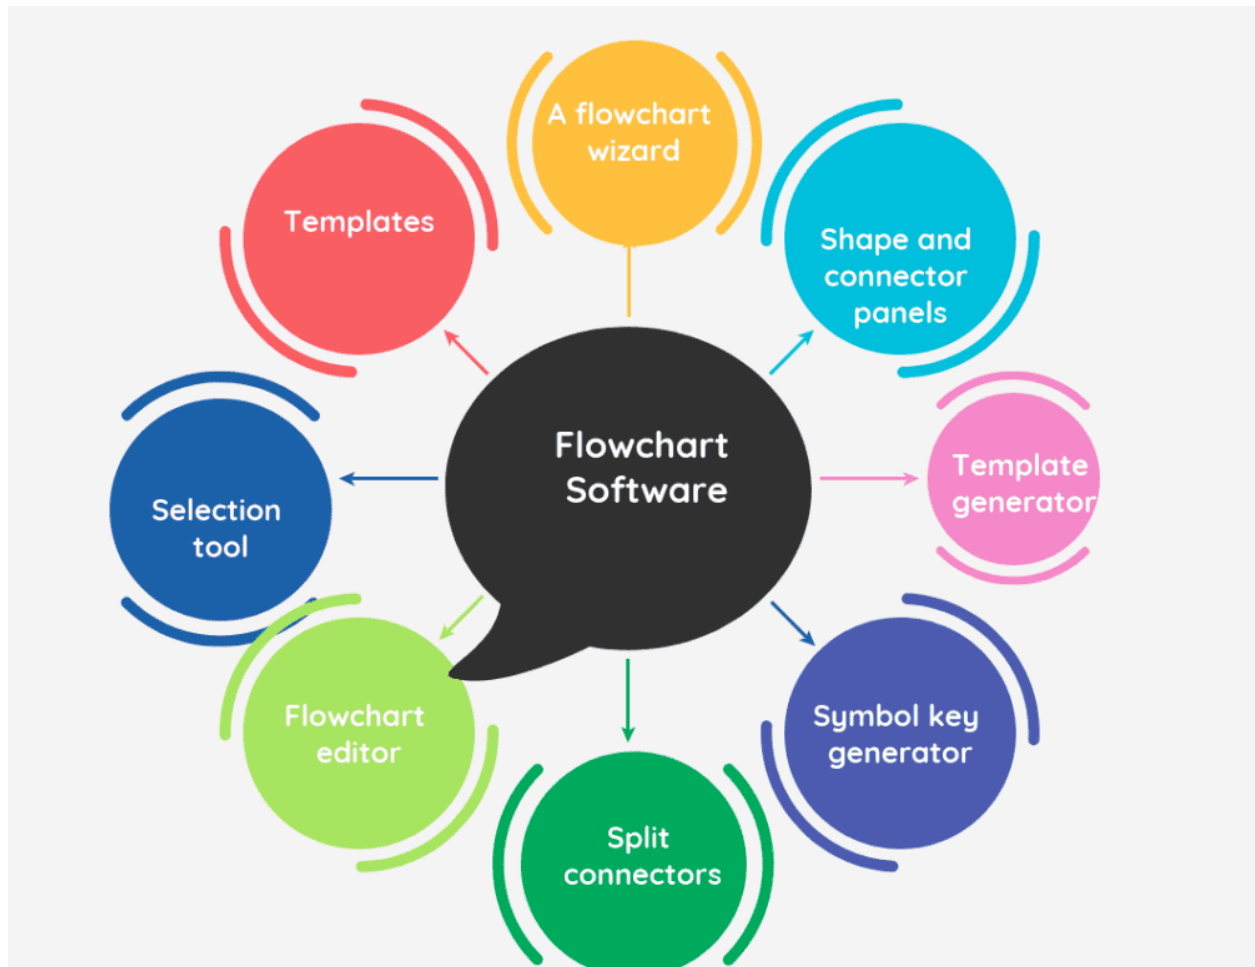 A flowchart
wizard
Templates
Shape and
connector
panels
Flowchart
Software
Template
generator
Selection
tool
Flowchart
editor
Symbol key
generator
Split
connectors